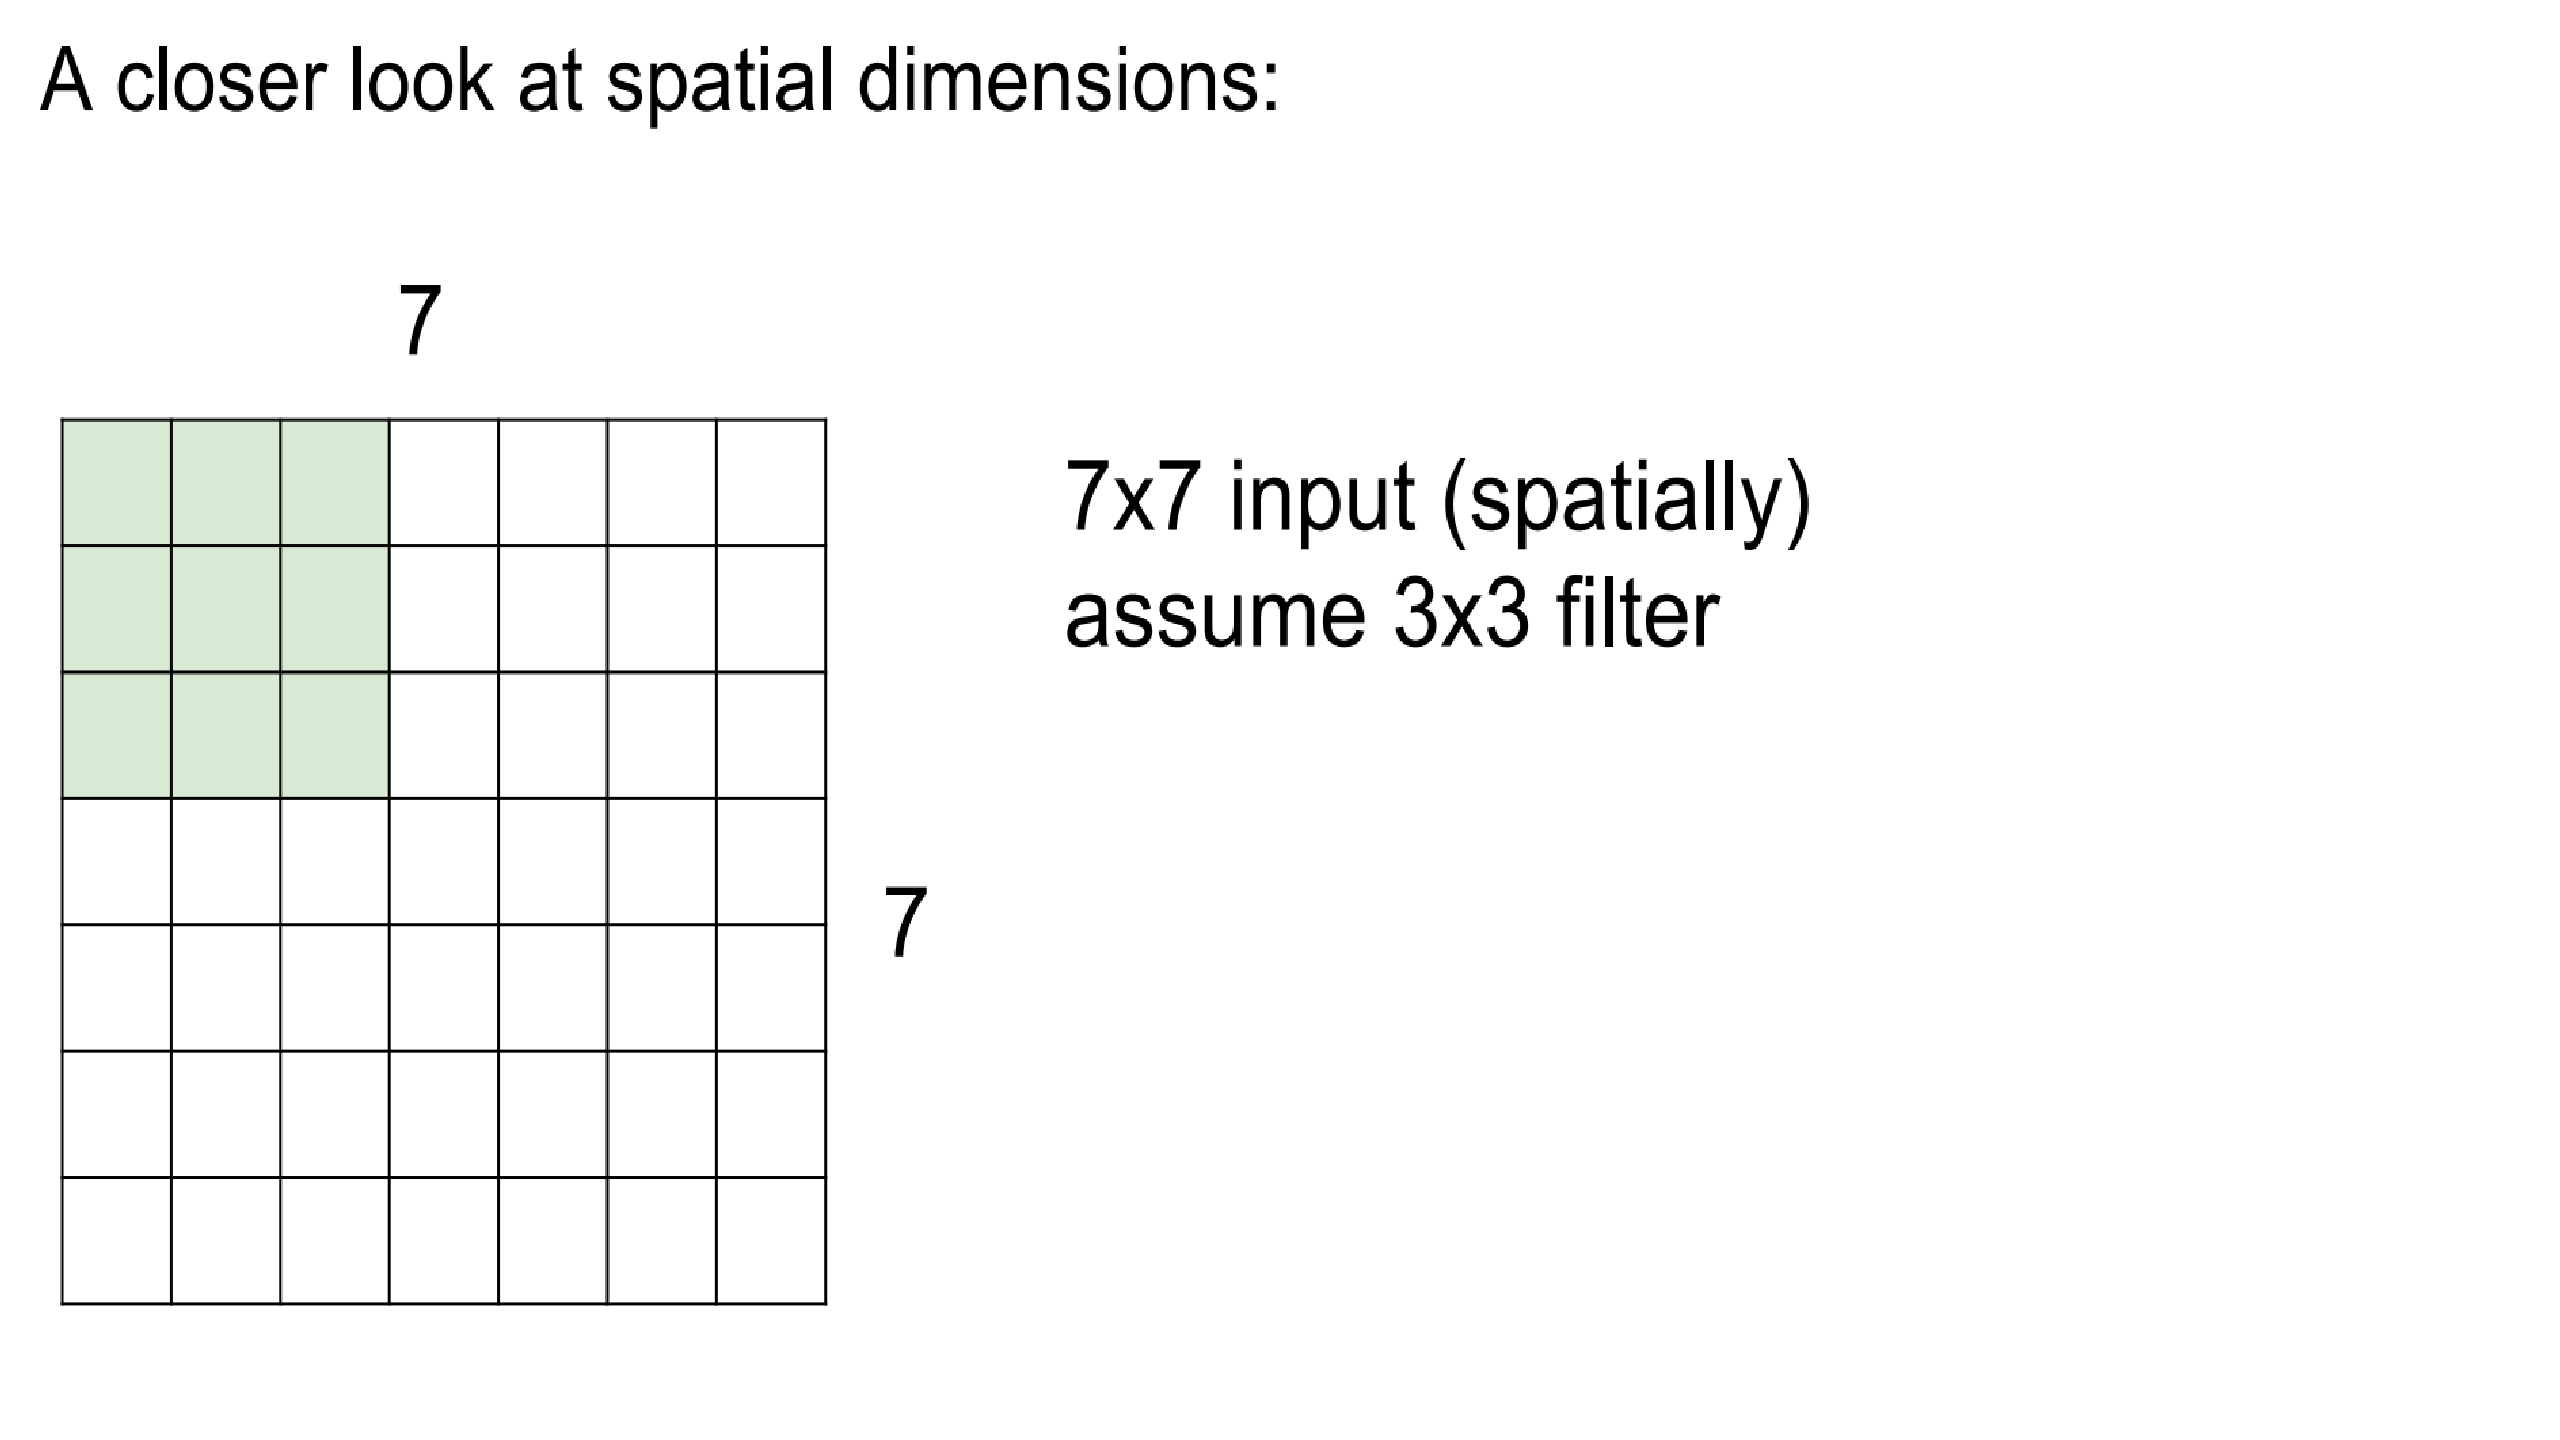 A closer look at spatial dimensions:
7
7x7 input (spatially)
assume 3x3 filter
7